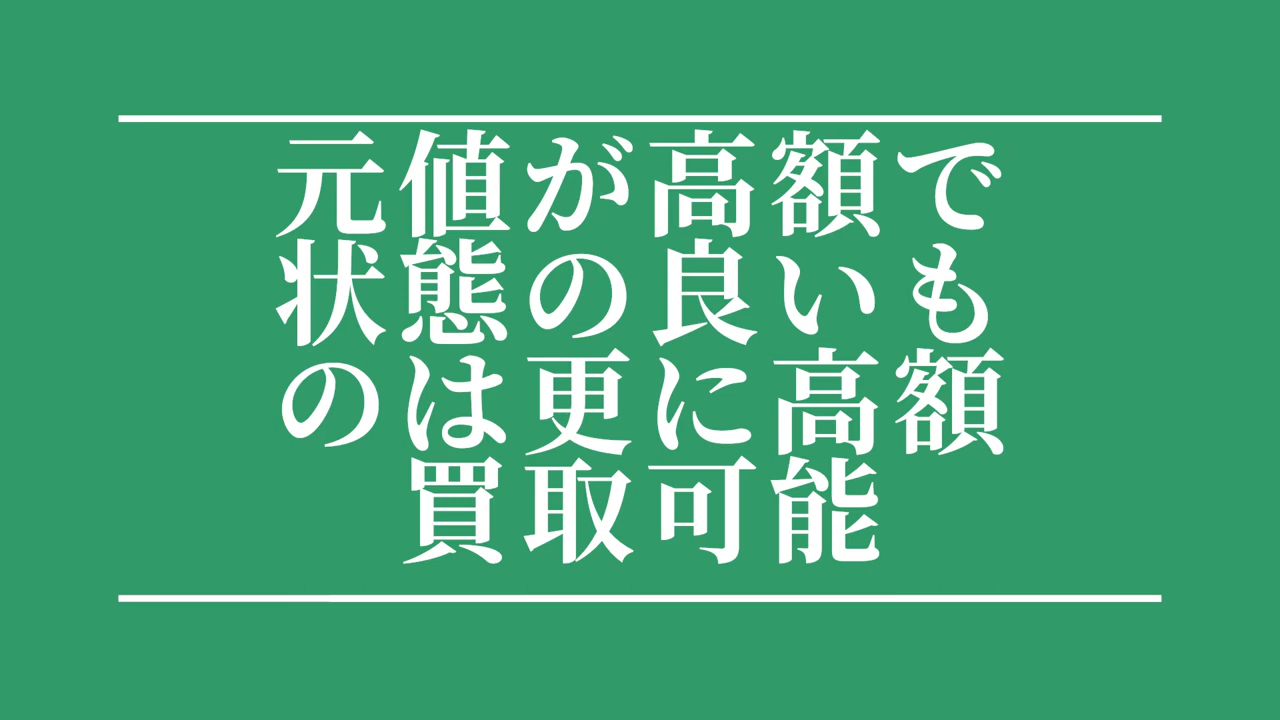 元値が高額で
状態の良いも
のは更に高額
買取可能